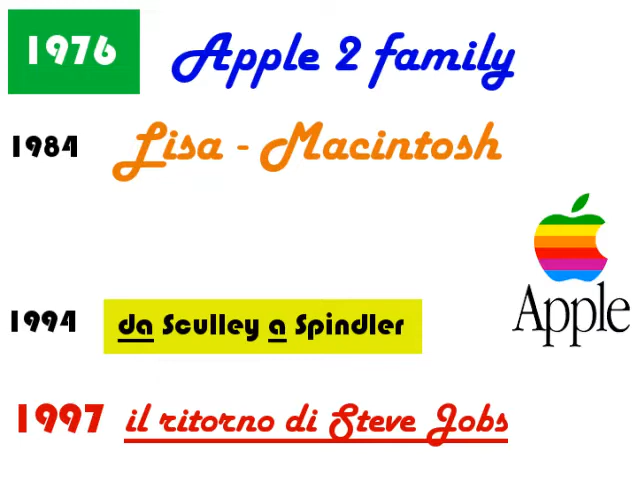 1976 Apple 2 family
1984 Lisa - Macintosh
Apple
1994 da Sculley a Spindler
1997 il ritorno di Steve Jobs